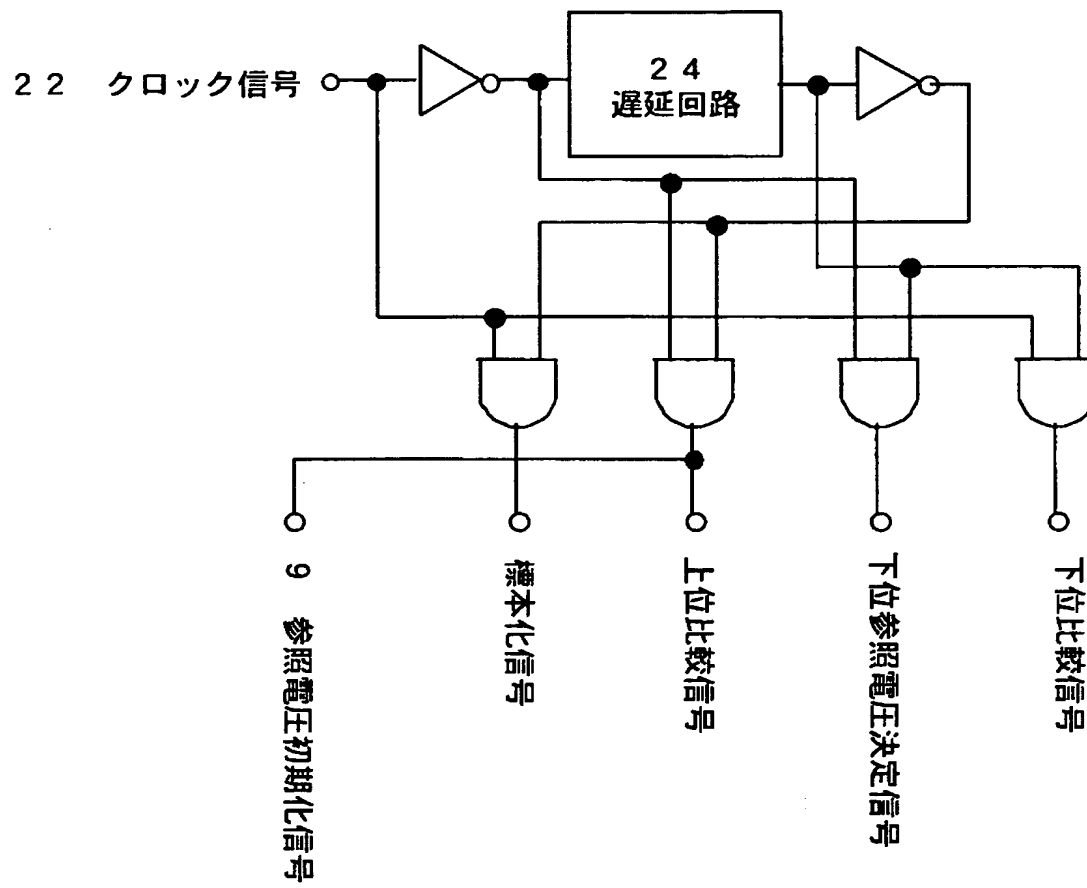 ２２　クロック信号
２４
遅延回路
９　参照電圧初期化信号
標本化信号
上位比較信号
下位参照電圧決定信号
下位比較信号